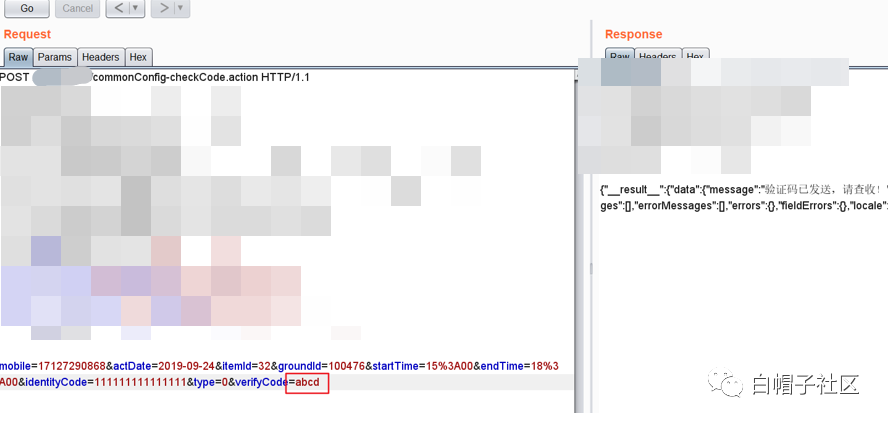 Go Cancel < >
Request Response
Raw Params Headers Hex Raw Headers Hex
POST /commonConfig-checkCode.action HTTP/1.1
{"__result__":{"data":{"message":"验证码已发送，请查收！"
ges":[],"errorMessages":[],"errors":{},"fieldErrors":{},"locale":
mobile=17127290868&actDate=2019-09-24&itemId=32&groundId=100476&startTime=15%3A00&endTime=18%3
A00&identityCode=111111111111111&type=0&verifyCode=abcd
白帽子社区